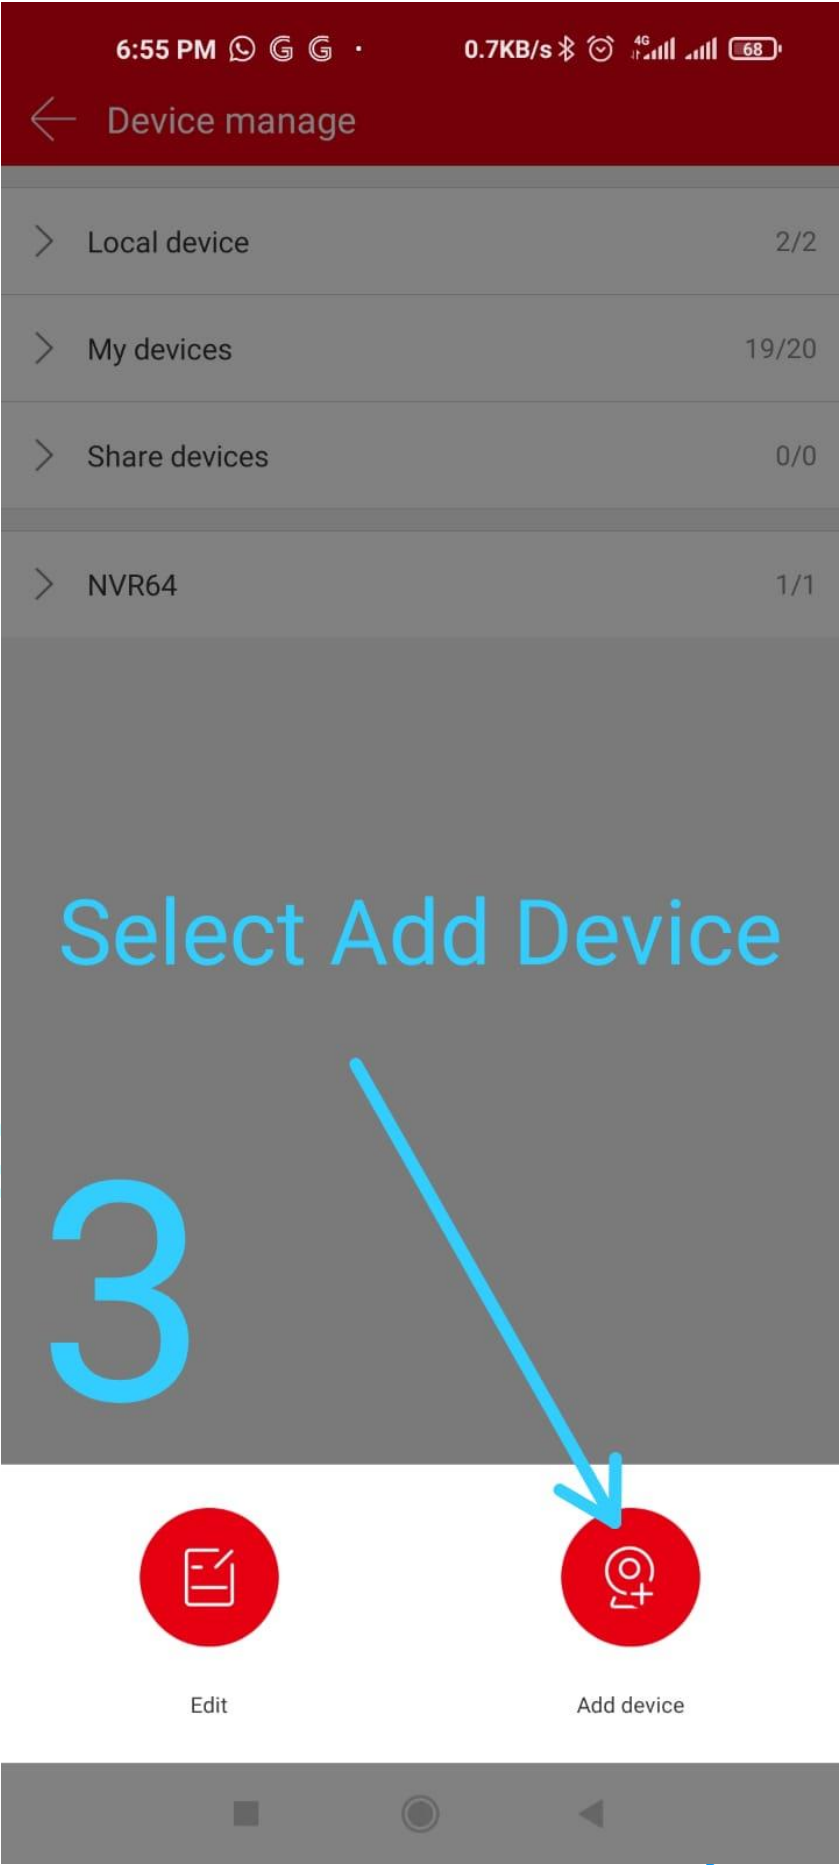 6:55 PM 0.7KB/s 4G 68
Device manage
Local device 2/2
My devices 19/20
Share devices 0/0
NVR64 1/1
Select Add Device
3
Edit Add device